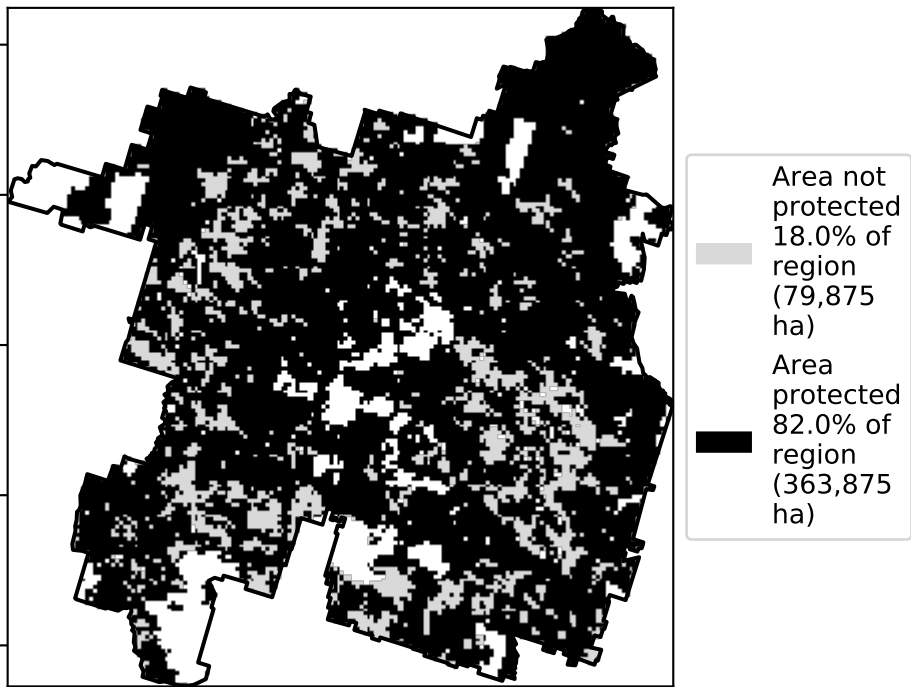 Area not
protected
18.0% of
region
(79,875
ha)
Area
protected
82.0% of
region
(363,875
ha)